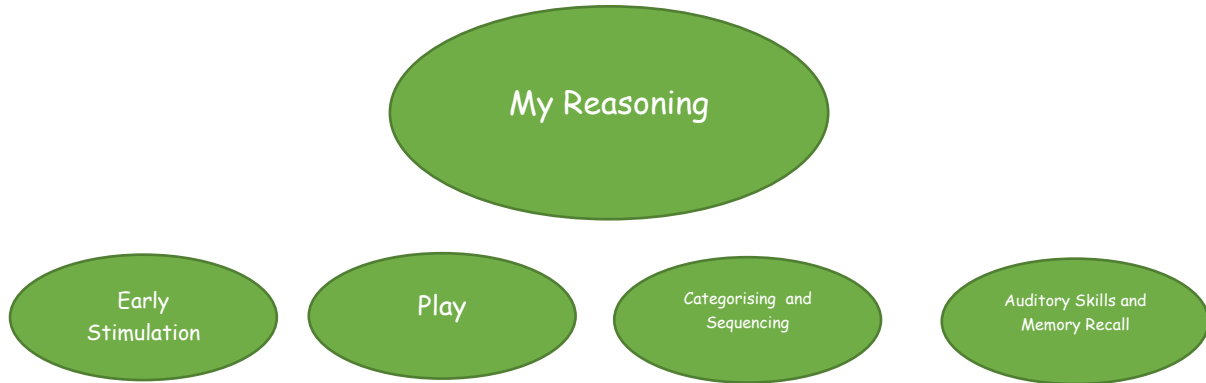 My Reasoning
Early
Stimulation
Play
Categorising and
Sequencing
Auditory Skills and
Memory Recall